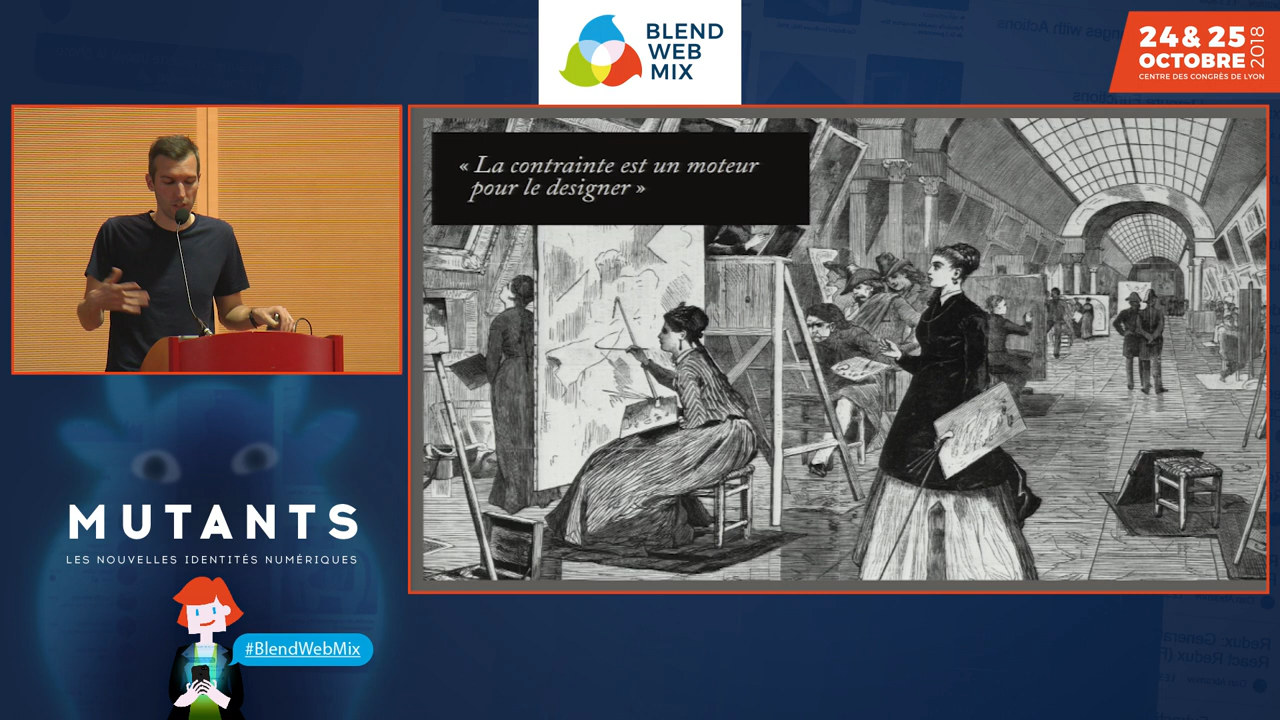 BLEND
WEB
MIX
24 & 25
OCTOBRE
2018
CENTRE DES CONGRÈS DE LYON
« La contrainte est un moteur
pour le designer »
MUTANTS
LES NOUVELLES IDENTITÉS NUMÉRIQUES
#BlendWebMix